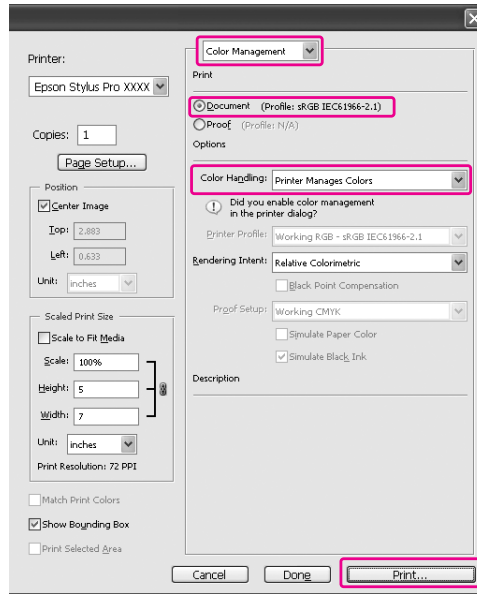 Printer:
Epson Stylus Pro XXXX
Copies: 1
Page Setup...
Position
Center Image
Top: 2.883
Left: 0.633
Unit: inches
Scaled Print Size
Scale to Fit Media
Scale: 100%
Height: 5
Width: 7
Unit: inches
Print Resolution: 72 PPI
Match Print Colors
Show Bounding Box
Print Selected Area
Color Management
Print
Document (Profile: sRGB IEC61966-2.1)
Proof (Profile: N/A)
Options
Color Handling: Printer Manages Colors
Did you enable color management
in the printer dialog?
Printer Profile: Working RGB - sRGB IEC61966-2.1
Rendering Intent: Relative Colorimetric
Black Point Compensation
Proof Setup: Working CMYK
Simulate Paper Color
Simulate Black Ink
Description
Cancel Done Print...